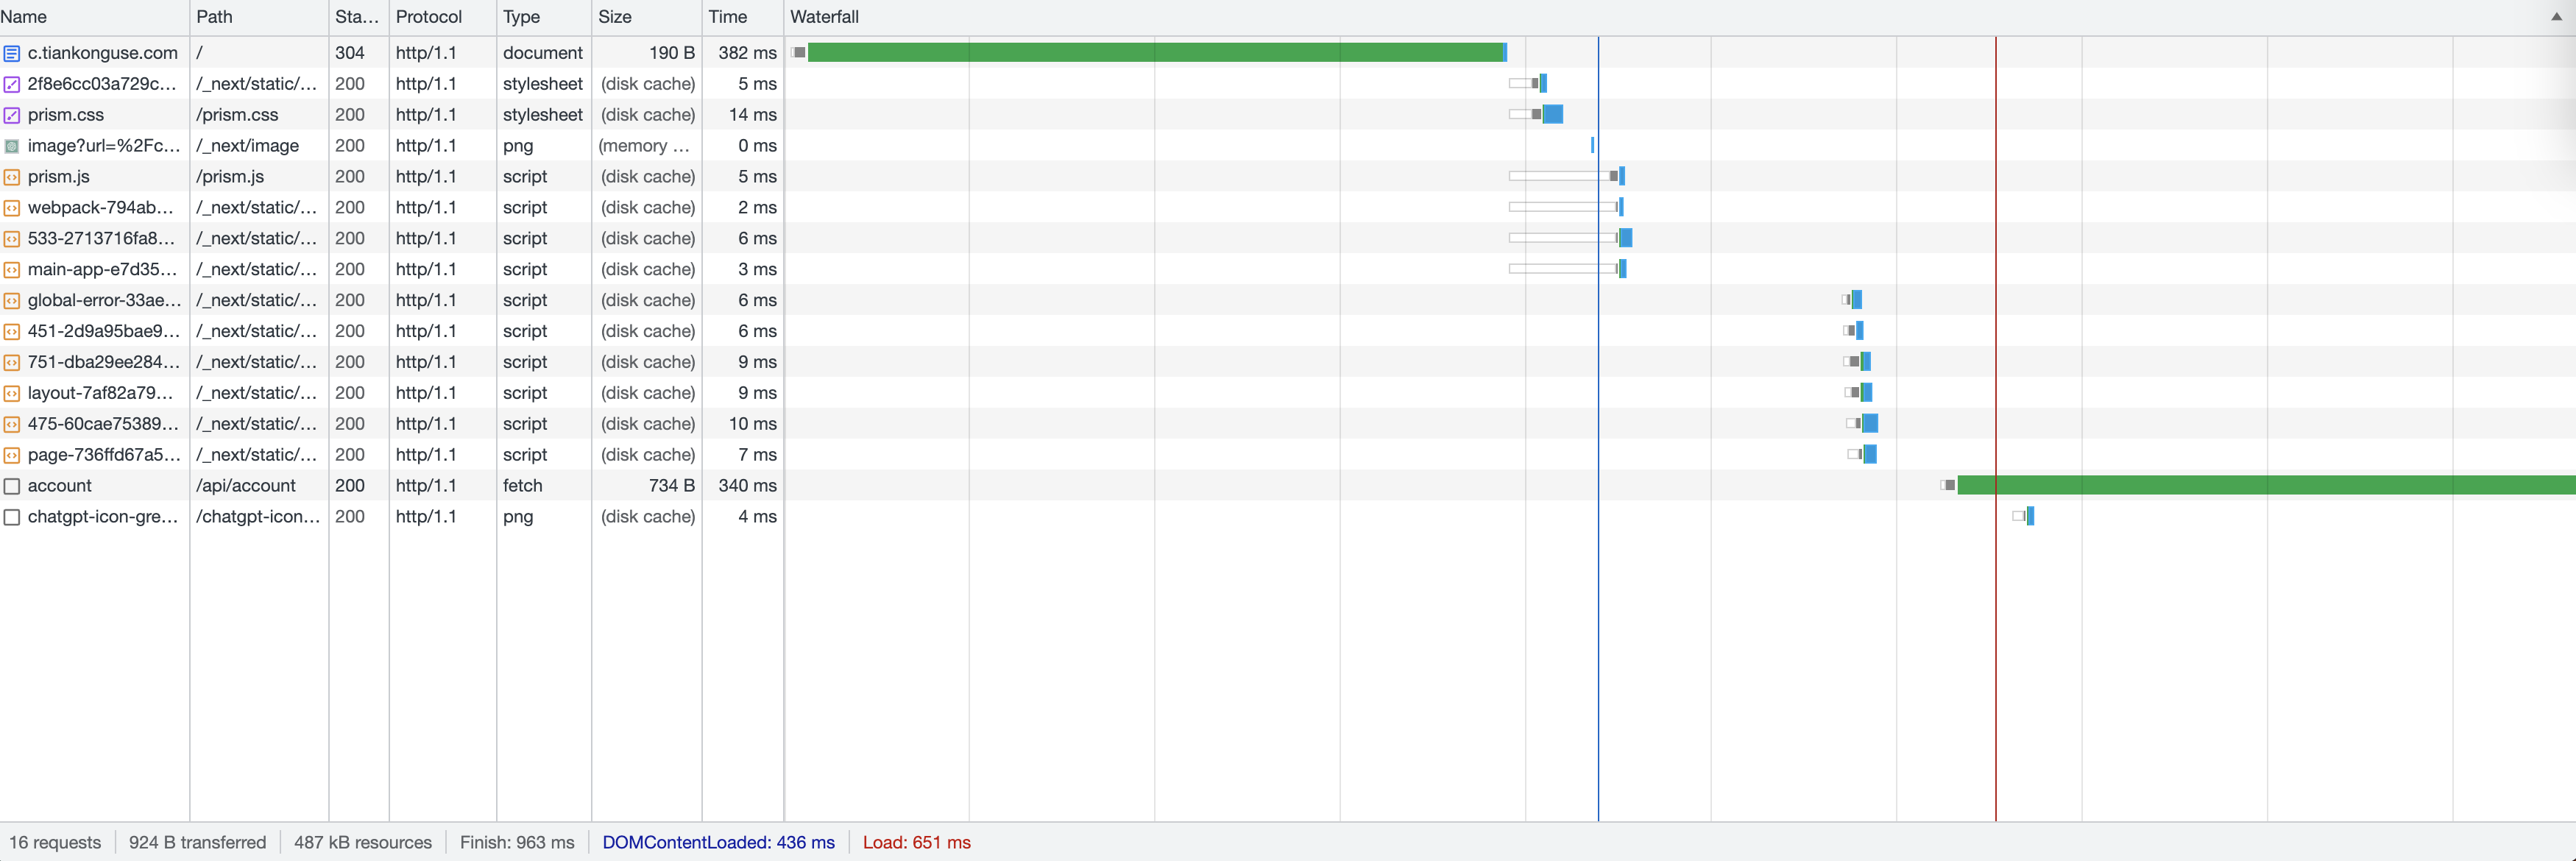 Name Path Sta... Protocol Type Size Time Waterfall
c.tiankonguse.com / 304 http/1.1 document 190 B 382 ms
2f8e6cc03a729c... /_next/static/... 200 http/1.1 stylesheet (disk cache) 5 ms
prism.css /prism.css 200 http/1.1 stylesheet (disk cache) 14 ms
image?url=%2Fc... /_next/image 200 http/1.1 png (memory ... 0 ms
prism.js /prism.js 200 http/1.1 script (disk cache) 5 ms
webpack-794ab... /_next/static/... 200 http/1.1 script (disk cache) 2 ms
533-2713716fa8... /_next/static/... 200 http/1.1 script (disk cache) 6 ms
main-app-e7d35... /_next/static/... 200 http/1.1 script (disk cache) 3 ms
global-error-33ae... /_next/static/... 200 http/1.1 script (disk cache) 6 ms
451-2d9a95bae9... /_next/static/... 200 http/1.1 script (disk cache) 6 ms
751-dba29ee284... /_next/static/... 200 http/1.1 script (disk cache) 9 ms
layout-7af82a79... /_next/static/... 200 http/1.1 script (disk cache) 9 ms
475-60cae75389... /_next/static/... 200 http/1.1 script (disk cache) 10 ms
page-736ffd67a5... /_next/static/... 200 http/1.1 script (disk cache) 7 ms
account /api/account 200 http/1.1 fetch 734 B 340 ms
chatgpt-icon-gre... /chatgpt-icon... 200 http/1.1 png (disk cache) 4 ms
16 requests 924 B transferred 487 kB resources Finish: 963 ms DOMContentLoaded: 436 ms Load: 651 ms